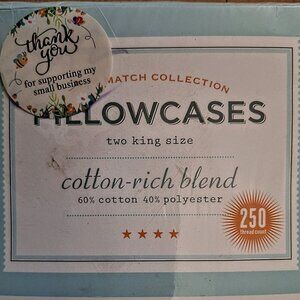 thank
you
for supporting my
small business
MATCH COLLECTION
PILLOWCASES
two king size
cotton-rich blend
60% cotton 40% polyester
250
thread count